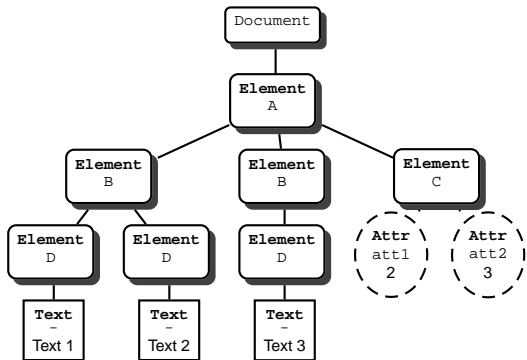 Document
Element
A
Element
B
Element
B
Element
C
Element
D
Element
D
Element
D
Attr
att1
2
Attr
att2
3
Text
–
Text 1
Text
–
Text 2
Text
–
Text 3